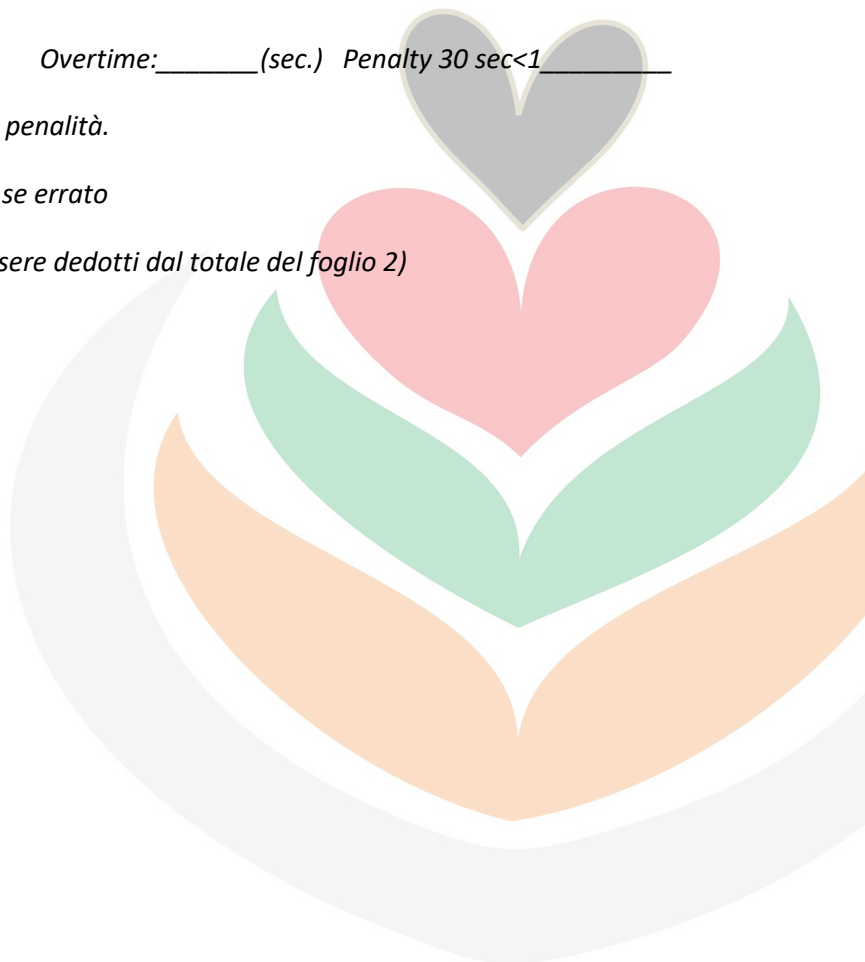 Overtime:_______(sec.) Penalty 30 sec<1_________
penalità.
se errato
sere dedotti dal totale del foglio 2)